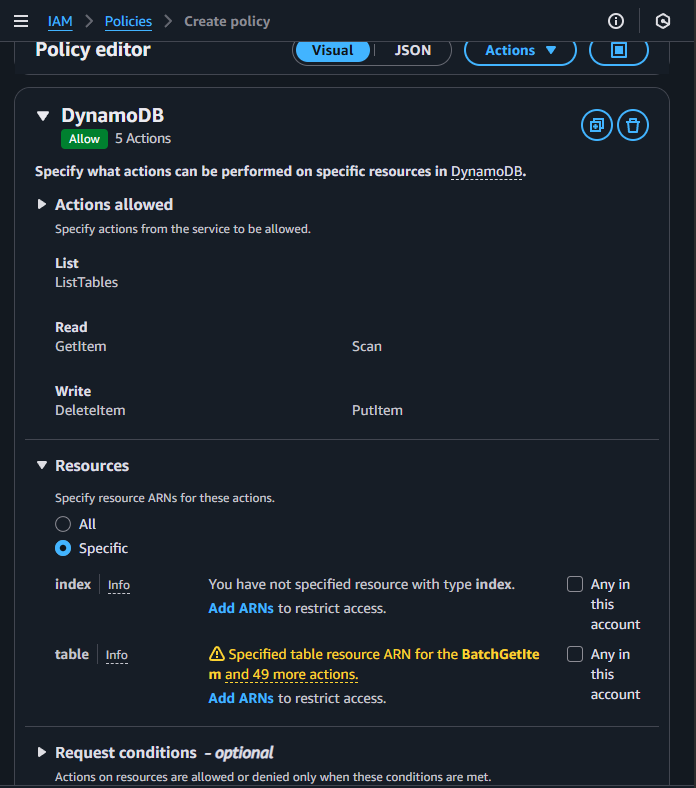 IAM > Policies > Create policy
Policy editor
Visual
JSON
Actions
DynamoDB
Allow 5 Actions
Specify what actions can be performed on specific resources in DynamoDB.
Actions allowed
Specify actions from the service to be allowed.
List
ListTables
Read
GetItem
Scan
Write
DeleteItem
PutItem
Resources
Specify resource ARNs for these actions.
All
Specific
index Info
You have not specified resource with type index.
Add ARNs to restrict access.
Any in
this
account
table Info
Specified table resource ARN for the BatchGetIte
m and 49 more actions.
Add ARNs to restrict access.
Any in
this
account
Request conditions - optional
Actions on resources are allowed or denied only when these conditions are met.